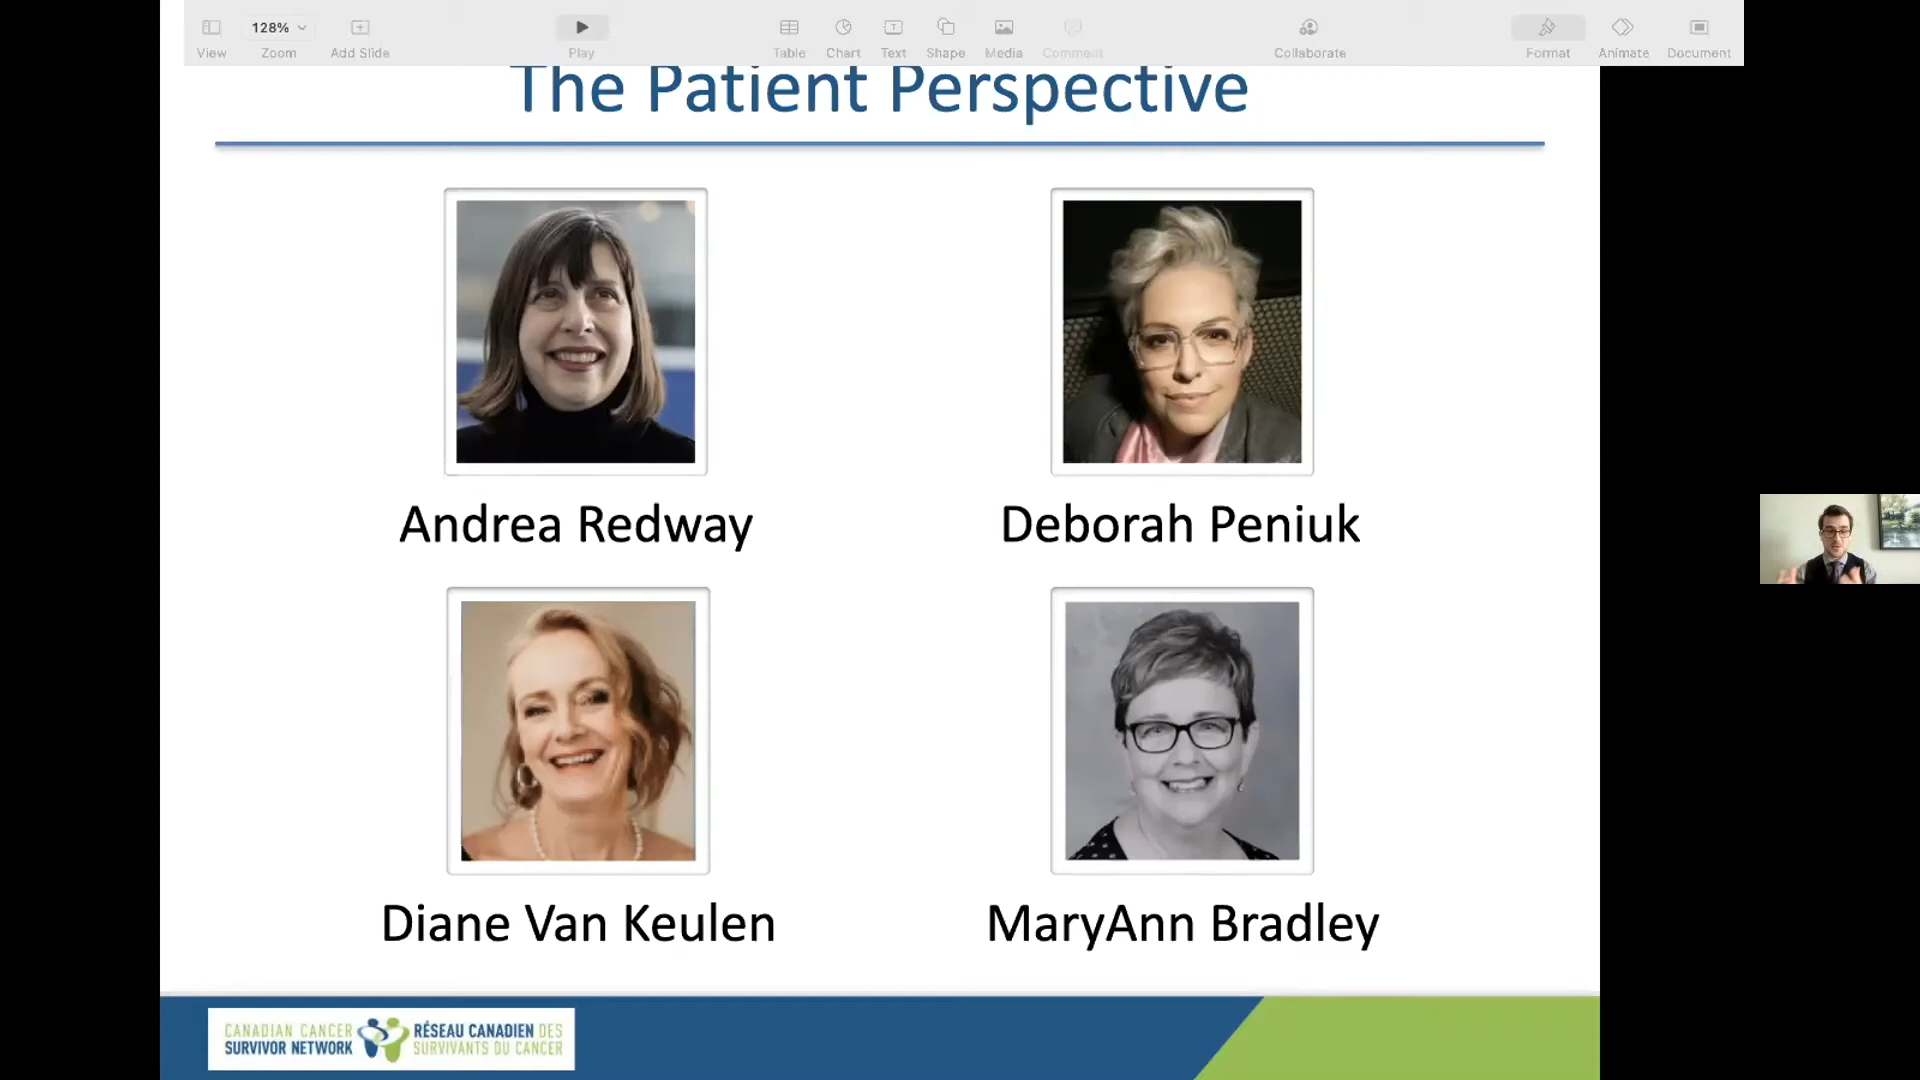 128%
View
Zoom
Add Slide
Play
Table
Chart
Text
Shape
Media
Comment
Collaborate
Format
Animate
Document
The Patient Perspective
Andrea Redway
Deborah Peniuk
Diane Van Keulen
MaryAnn Bradley
CANADIAN CANCER
SURVIVOR NETWORK
RÉSEAU CANADIEN DES
SURVIVANTS DU CANCER